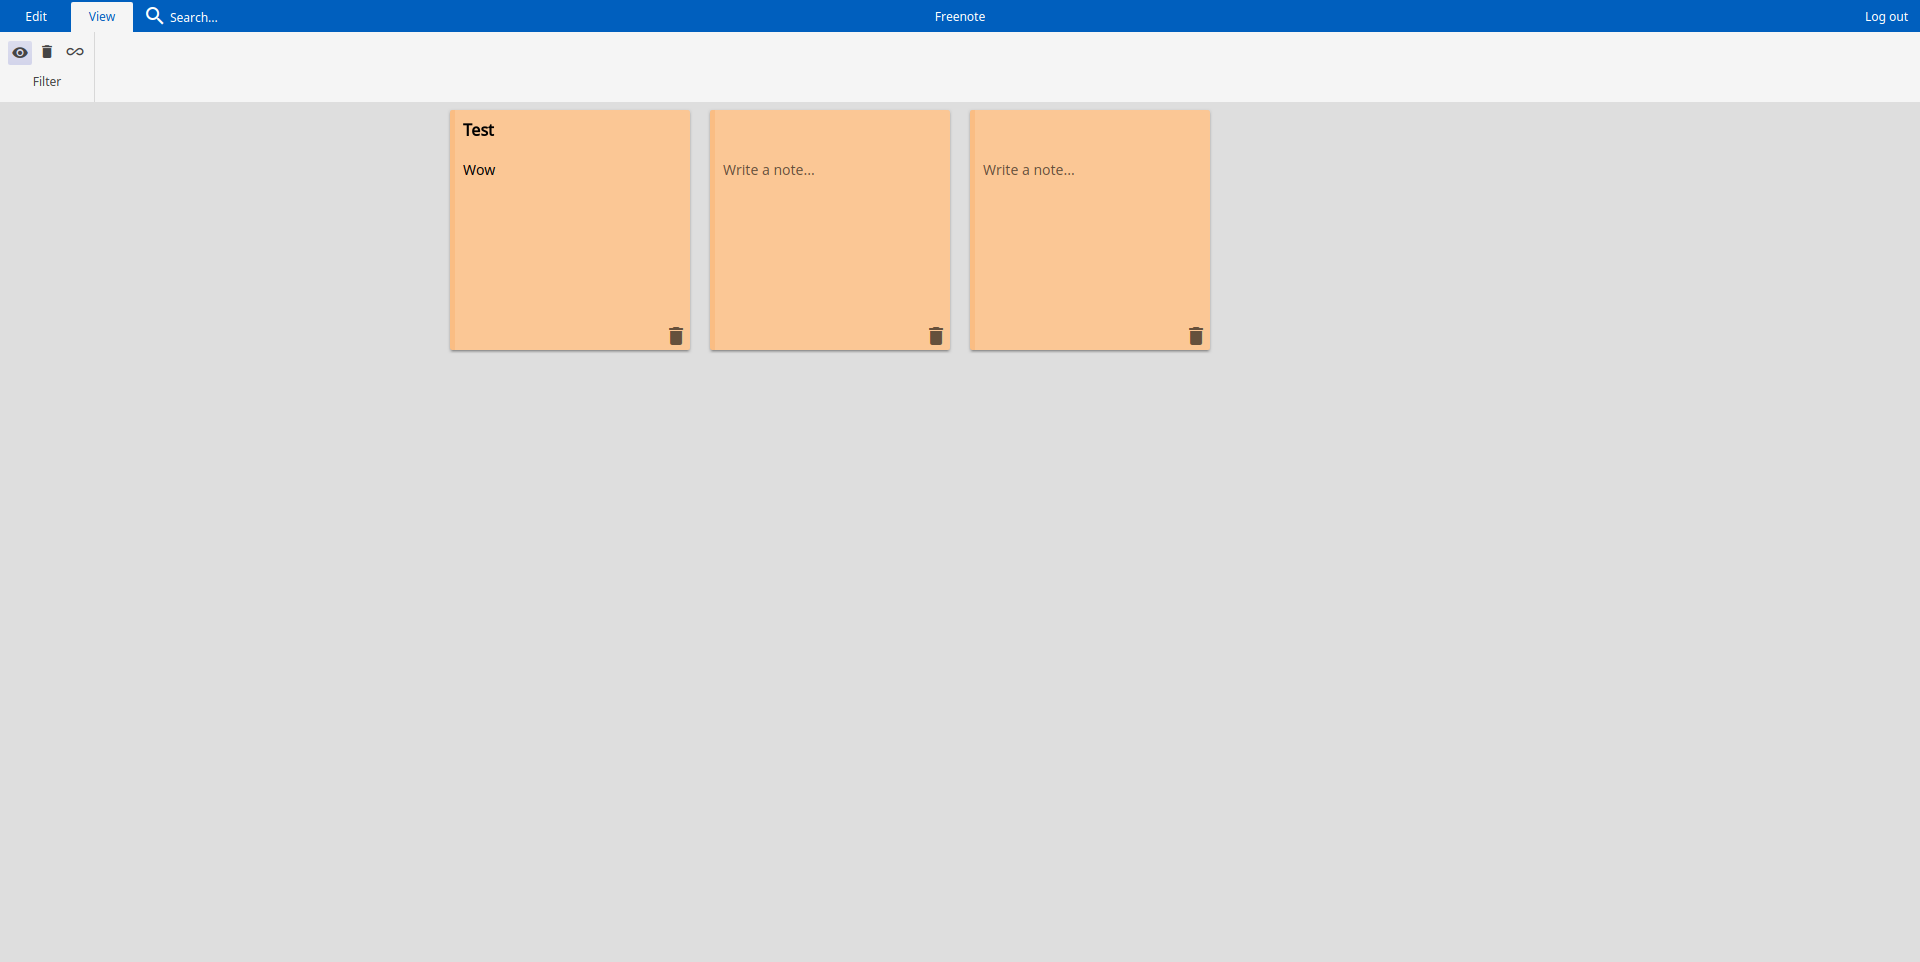 Edit View Search... Freenote Log out
Filter
Test
Wow
Write a note...
Write a note...